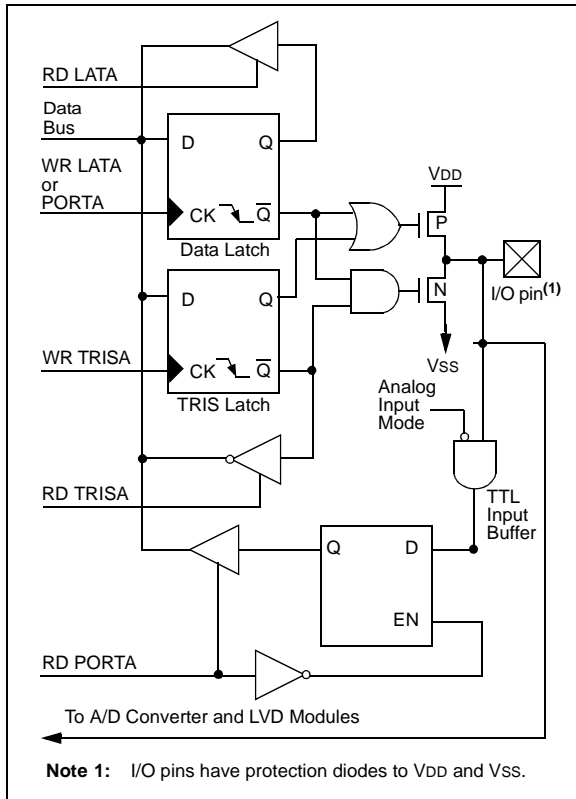 RD LATA
Data
Bus
D Q
WR LATA
or
PORTA
CK Q
Data Latch
VDD
P
I/O pin(1)
N
D Q
WR TRISA
CK Q
TRIS Latch
VSS
Analog
Input
Mode
TTL
Input
Buffer
RD TRISA
Q D
EN
RD PORTA
To A/D Converter and LVD Modules
Note 1: I/O pins have protection diodes to VDD and VSS.